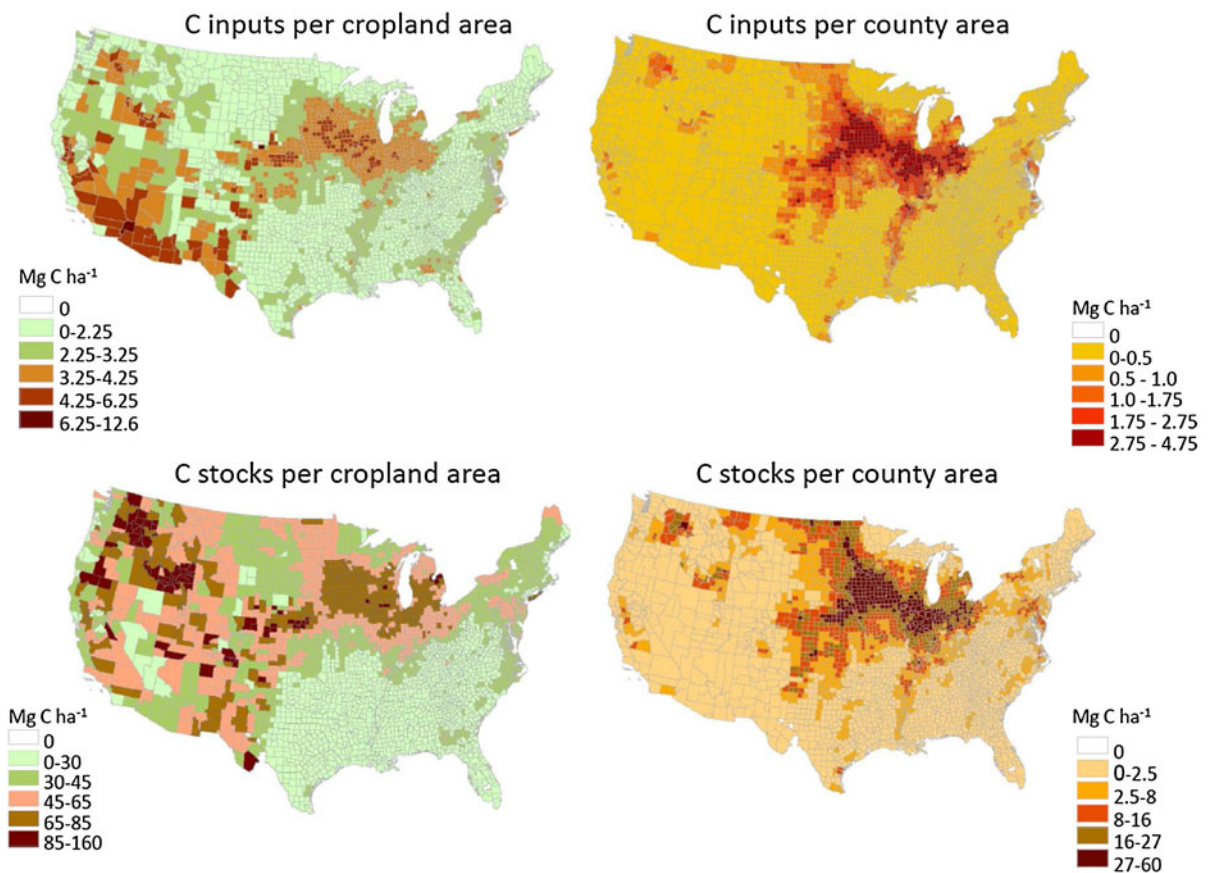 C inputs per cropland area
C inputs per county area
Mg C ha⁻¹
0
0-2.25
2.25-3.25
3.25-4.25
4.25-6.25
6.25-12.6
Mg C ha⁻¹
0
0-0.5
0.5 - 1.0
1.0 -1.75
1.75 - 2.75
2.75 - 4.75
C stocks per cropland area
C stocks per county area
Mg C ha⁻¹
0
0-30
30-45
45-65
65-85
85-160
Mg C ha⁻¹
0
0-2.5
2.5-8
8-16
16-27
27-60